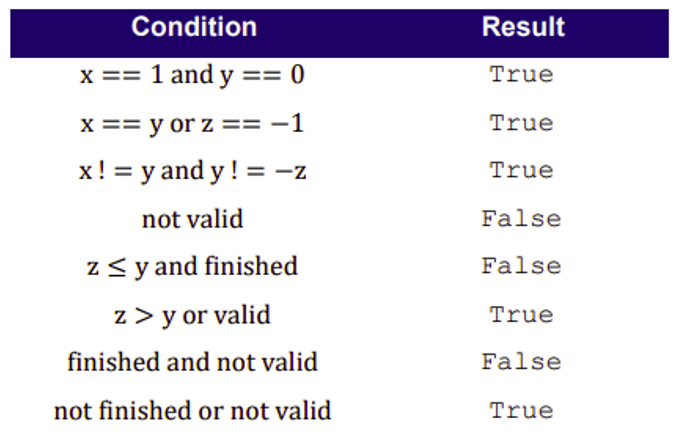 Condition Result
x == 1 and y == 0 True
x == y or z == −1 True
x ! = y and y ! = −z True
not valid False
z ≤ y and finished False
z > y or valid True
finished and not valid False
not finished or not valid True